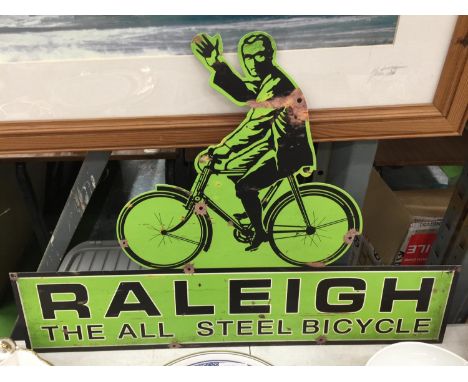 RALEIGH
THE ALL STEEL BICYCLE